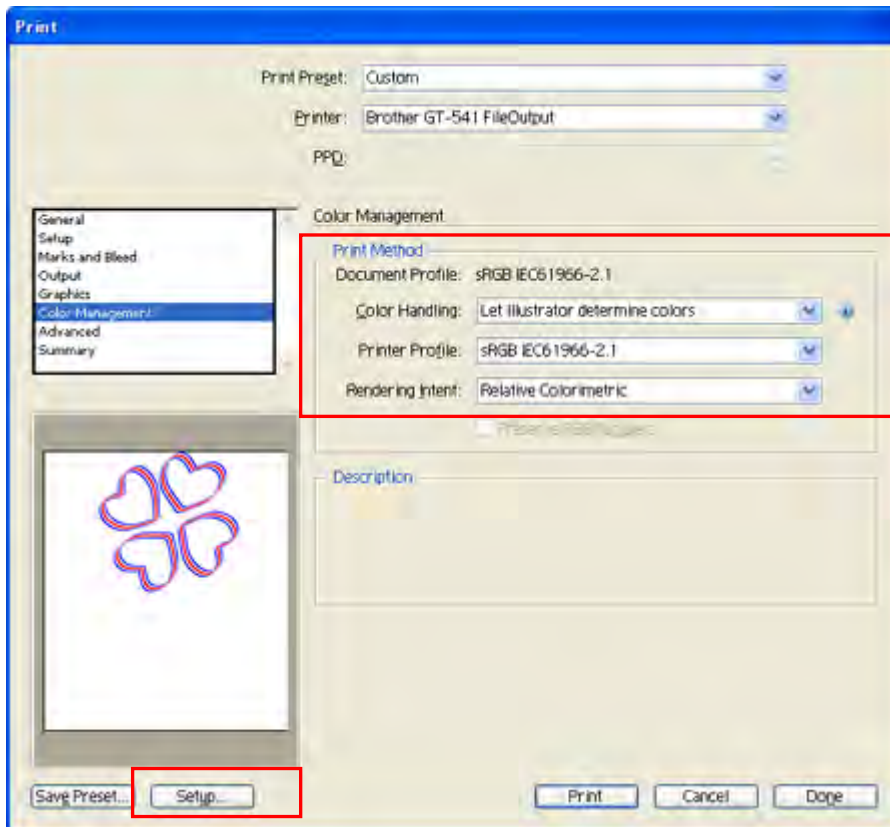 Print
Print Preset: Custom
Printer: Brother GT-541 FileOutput
PPD:
General
Setup
Marks and Bleed
Output
Graphics
Color Management
Advanced
Summary
Color Management
Print Method
Document Profile: sRGB IEC61966-2.1
Color Handling: Let Illustrator determine colors
Printer Profile: sRGB IEC61966-2.1
Rendering Intent: Relative Colorimetric
Description
Save Preset... Setup... Print Cancel Done